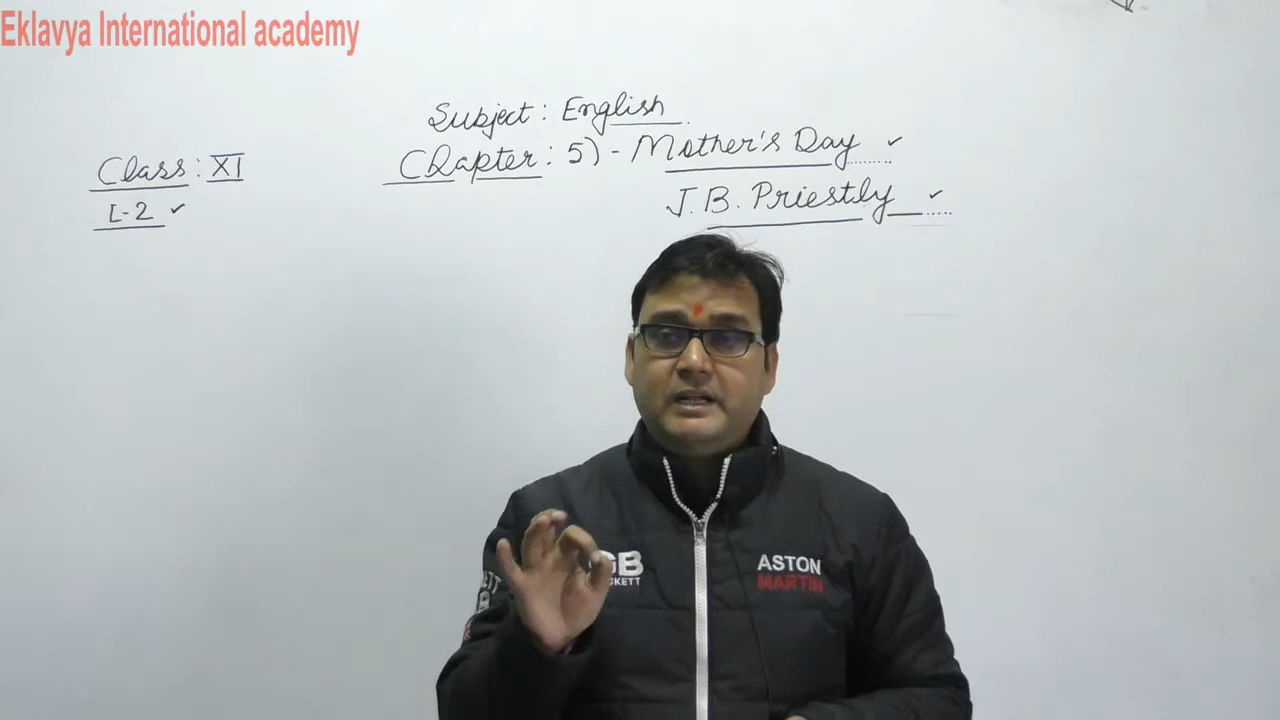 Eklavya International academy
Subject: English
Chapter: 5) - Mother's Day
J.B. Priestly
Class: XI
L-2
GB
ASTON
MARTIN